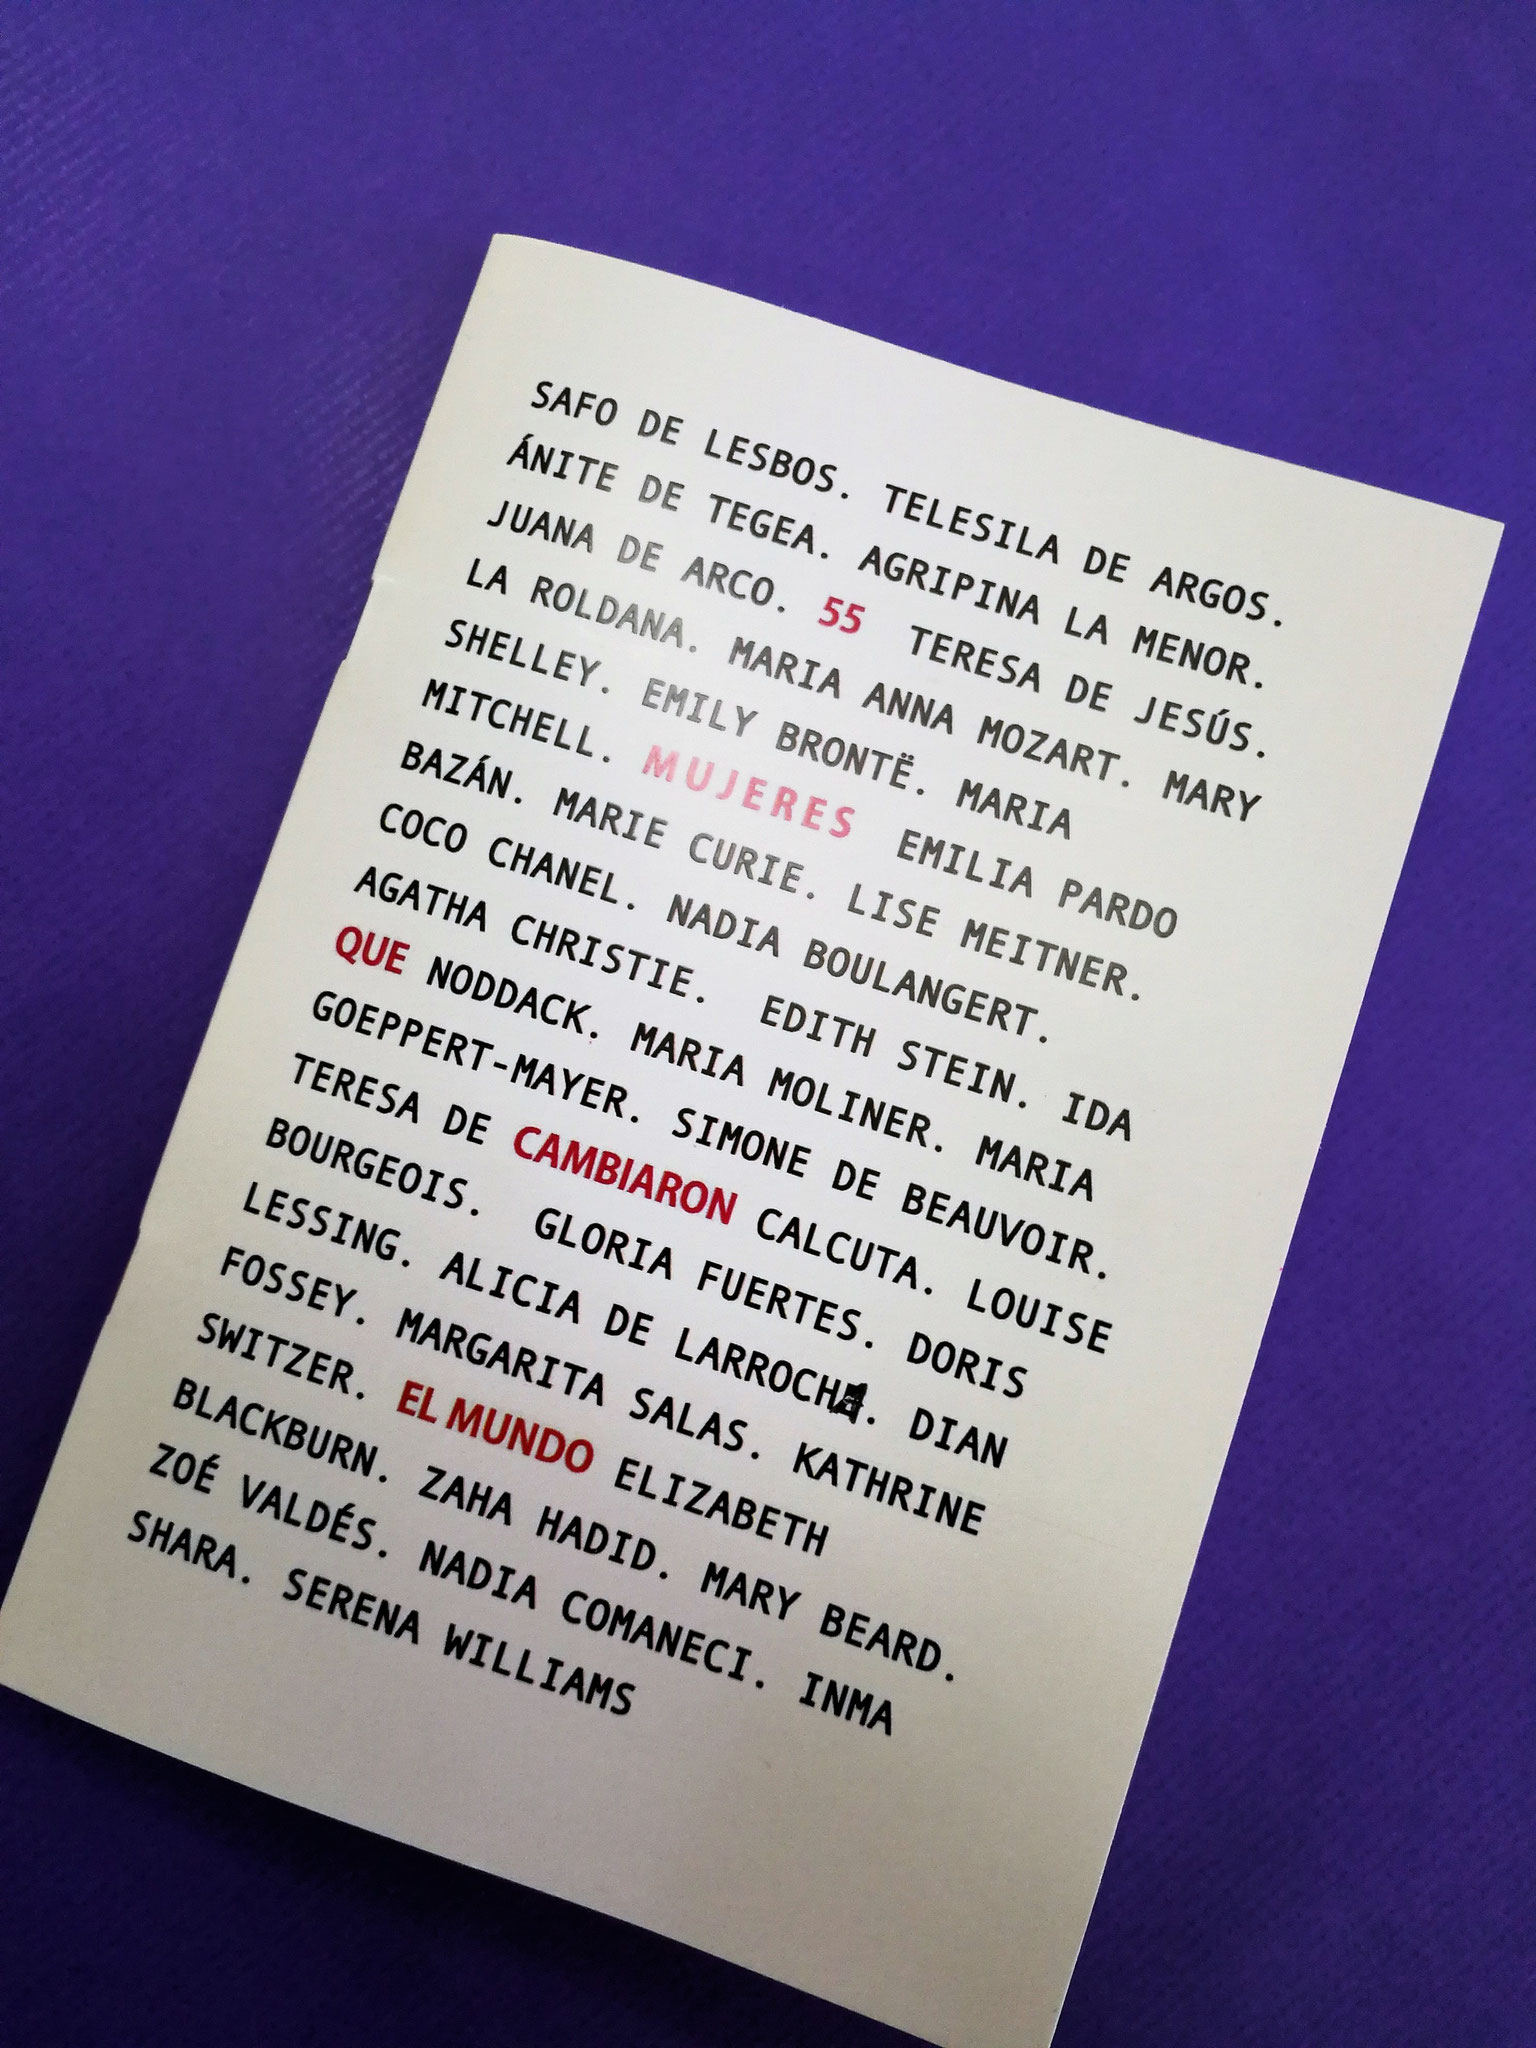 SAFO DE LESBOS. TELESILA DE ARGOS.
ÁNITE DE TEGEA. AGRIPINA LA MENOR.
JUANA DE ARCO. 55 TERESA DE JESÚS.
LA ROLDANA. MARIA ANNA MOZART. MARY
SHELLEY. EMILY BRONTË. MARIA
MITCHELL. MUJERES EMILIA PARDO
BAZÁN. MARIE CURIE. LISE MEITNER.
COCO CHANEL. NADIA BOULANGERT.
AGATHA CHRISTIE. EDITH STEIN. IDA
QUE NODDACK. MARIA MOLINER. MARIA
GOEPPERT-MAYER. SIMONE DE BEAUVOIR.
TERESA DE CAMBIARON CALCUTA. LOUISE
BOURGEOIS. GLORIA FUERTES. DORIS
LESSING. ALICIA DE LARROCHA. DIAN
FOSSEY. MARGARITA SALAS. KATHRINE
SWITZER. EL MUNDO ELIZABETH
BLACKBURN. ZAHA HADID. MARY BEARD.
ZOÉ VALDÉS. NADIA COMANECI. INMA
SHARA. SERENA WILLIAMS